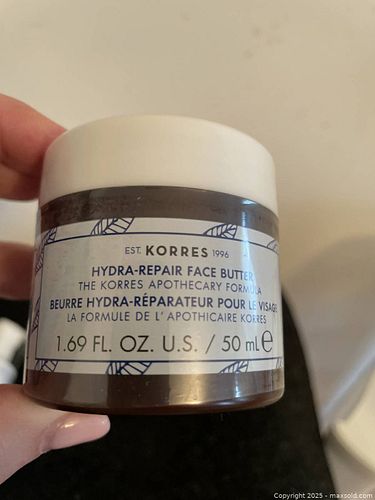 EST. KORRES 1996
HYDRA-REPAIR FACE BUTTER
THE KORRES APOTHECARY FORMULA
BEURRE HYDRA-RÉPARATEUR POUR LE VISAGE
LA FORMULE DE L'APOTHICAIRE KORRES
1.69 FL. OZ. U.S. / 50 mL ℮
Copyright 2025 - maxsold.com